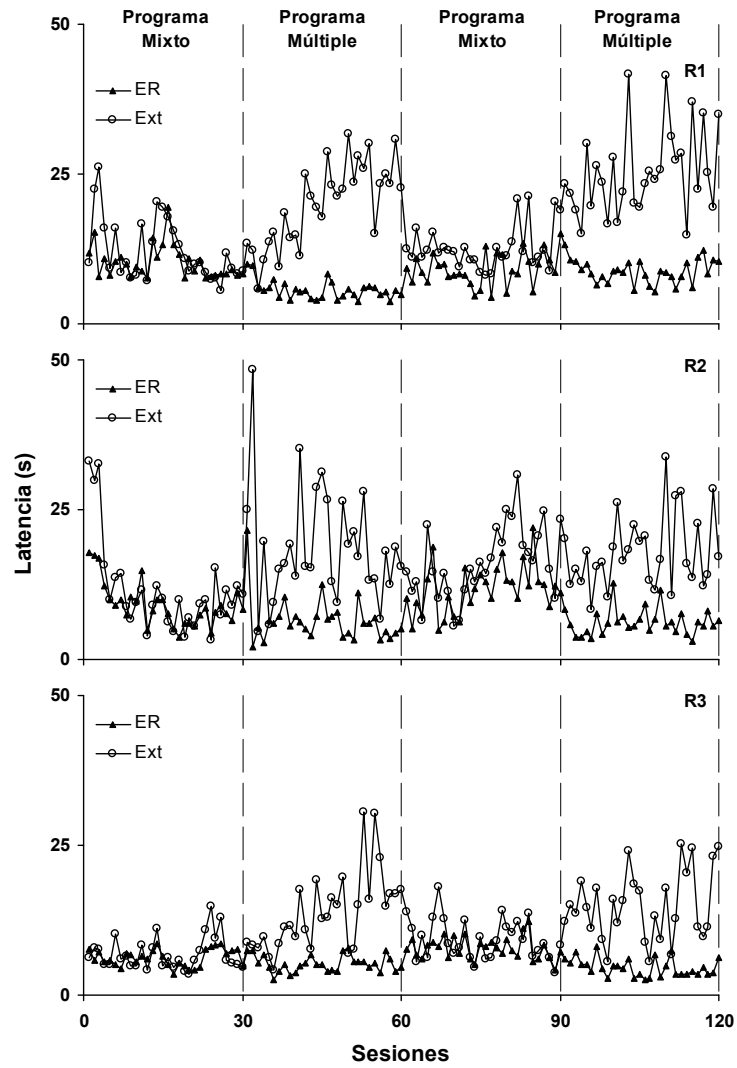 Programa Mixto
Programa Múltiple
Programa Mixto
Programa Múltiple
50
R1
ER
Ext
25
0
50
R2
ER
Ext
25
0
Latencia (s)
50
R3
ER
Ext
25
0
0 30 60 90 120
Sesiones